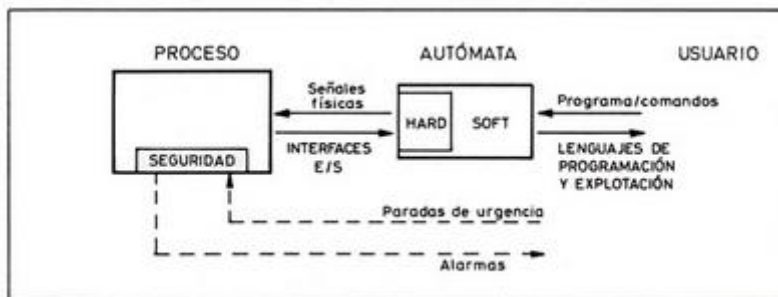 PROCESO
AUTÓMATA
USUARIO
Señales
físicas
Programa/comandos
HARD
SOFT
SEGURIDAD
INTERFACES
E/S
LENGUAJES DE
PROGRAMACIÓN
Y EXPLOTACIÓN
Paradas de urgencia
Alarmas